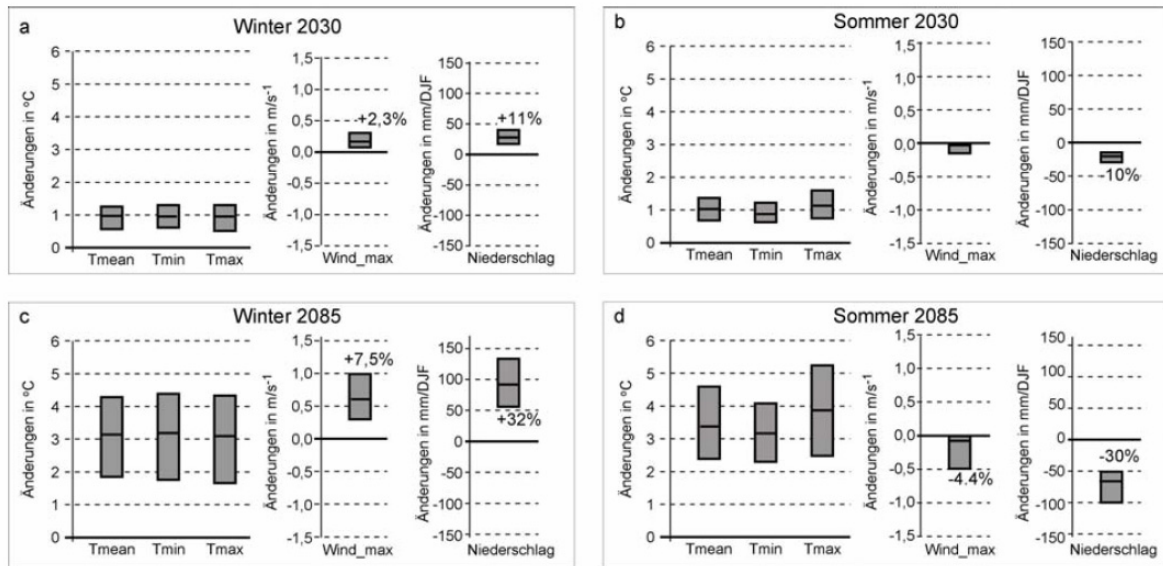 a
Winter 2030
Änderungen in ºC
6
5
4
3
2
1
0
Tmean Tmin Tmax
Änderungen in m/s⁻¹
1,5
1,0
0,5
0,0
-0,5
-1,0
-1,5
+2,3%
Wind_max
Änderungen in mm/DJF
150
100
50
0
-50
-100
-150
+11%
Niederschlag
b
Sommer 2030
Änderungen in ºC
6
5
4
3
2
1
0
Tmean Tmin Tmax
Änderungen in m/s⁻¹
1,5
1,0
0,5
0,0
-0,5
-1,0
-1,5
Wind_max
Änderungen in mm/DJF
150
100
50
0
-50
-100
-150
-10%
Niederschlag
c
Winter 2085
Änderungen in ºC
6
5
4
3
2
1
0
Tmean Tmin Tmax
Änderungen in m/s⁻¹
1,5
1,0
0,5
0,0
-0,5
-1,0
-1,5
+7,5%
Wind_max
Änderungen in mm/DJF
150
100
50
0
-50
-100
-150
+32%
Niederschlag
d
Sommer 2085
Änderungen in ºC
6
5
4
3
2
1
0
Tmean Tmin Tmax
Änderungen in m/s⁻¹
1,5
1,0
0,5
0,0
-0,5
-1,0
-1,5
-4.4%
Wind_max
Änderungen in mm/DJF
150
100
50
0
-50
-100
-150
-30%
Niederschlag